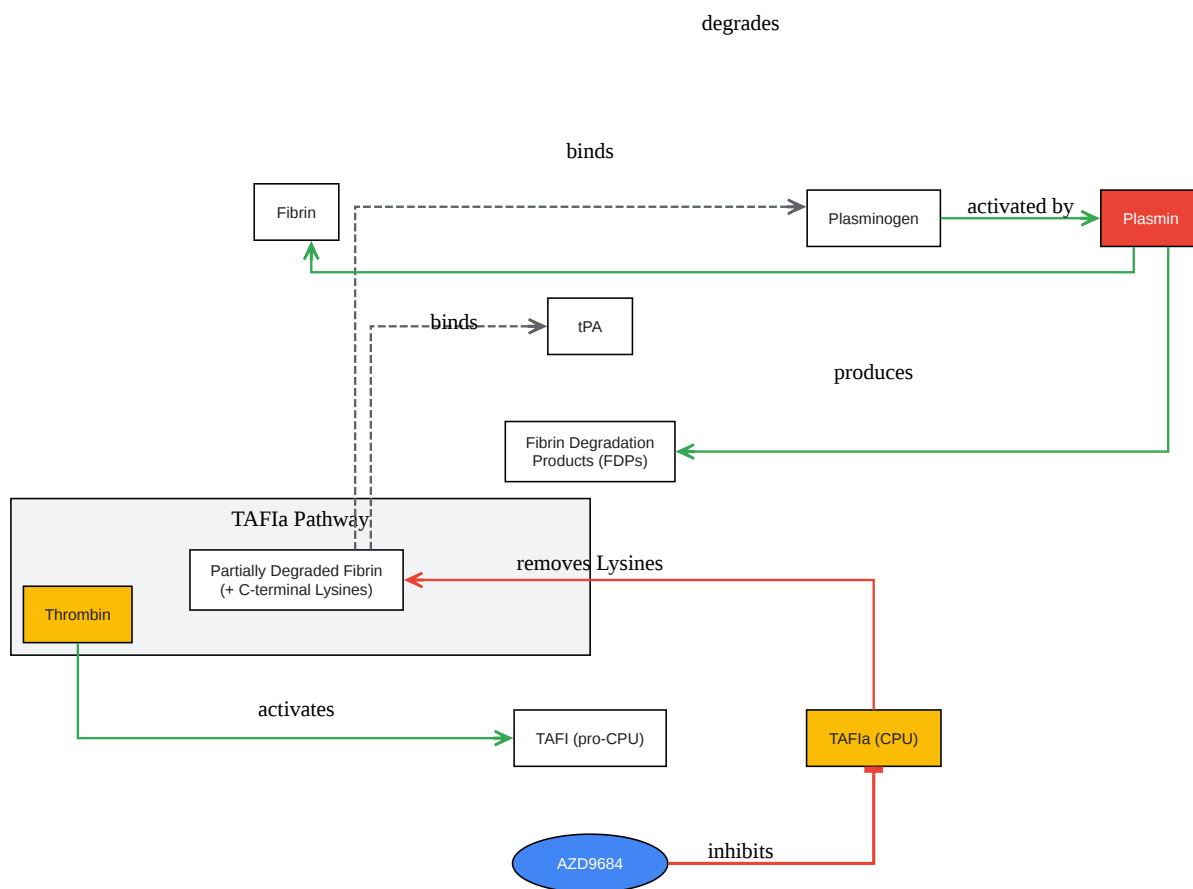 degrades
binds
Fibrin
Plasminogen
activated by
Plasmin
binds
tPA
produces
Fibrin Degradation
Products (FDPs)
TAFIa Pathway
removes Lysines
Partially Degraded Fibrin
(+ C-terminal Lysines)
Thrombin
activates
TAFI (pro-CPU)
TAFIa (CPU)
inhibits
AZD9684